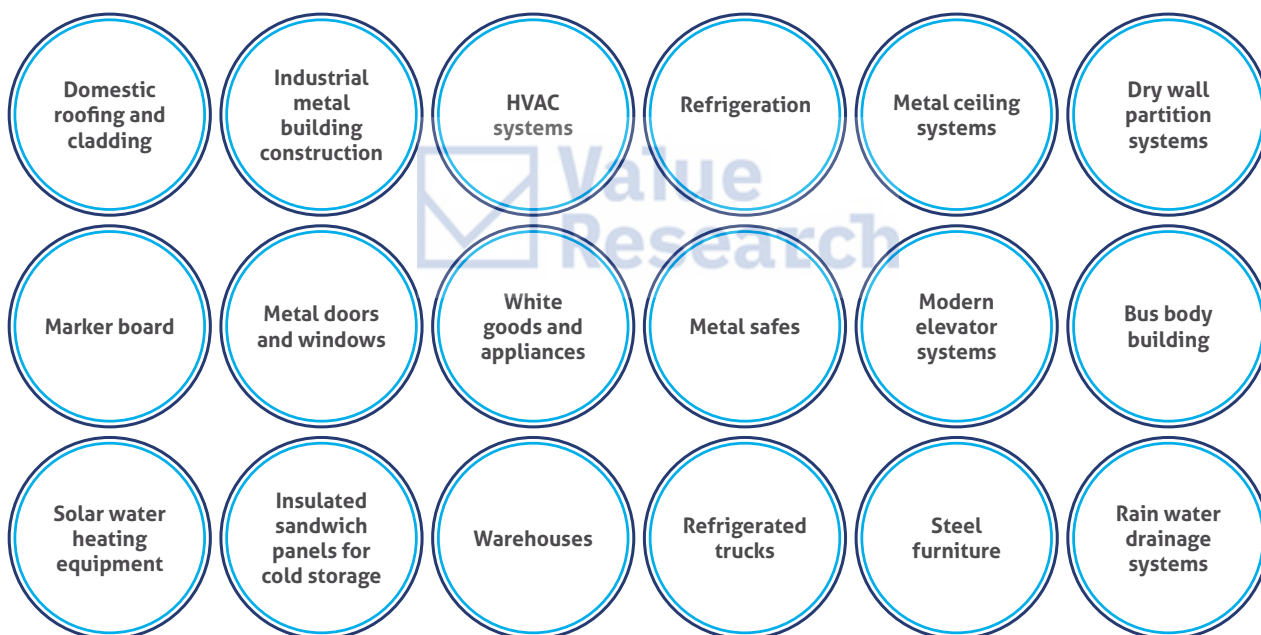 Domestic
roofing and
cladding
Industrial
metal
building
construction
HVAC
systems
Refrigeration
Metal ceiling
systems
Dry wall
partition
systems
Value
Research
Marker board
Metal doors
and windows
White
goods and
appliances
Metal safes
Modern
elevator
systems
Bus body
building
Solar water
heating
equipment
Insulated
sandwich
panels for
cold storage
Warehouses
Refrigerated
trucks
Steel
furniture
Rain water
drainage
systems